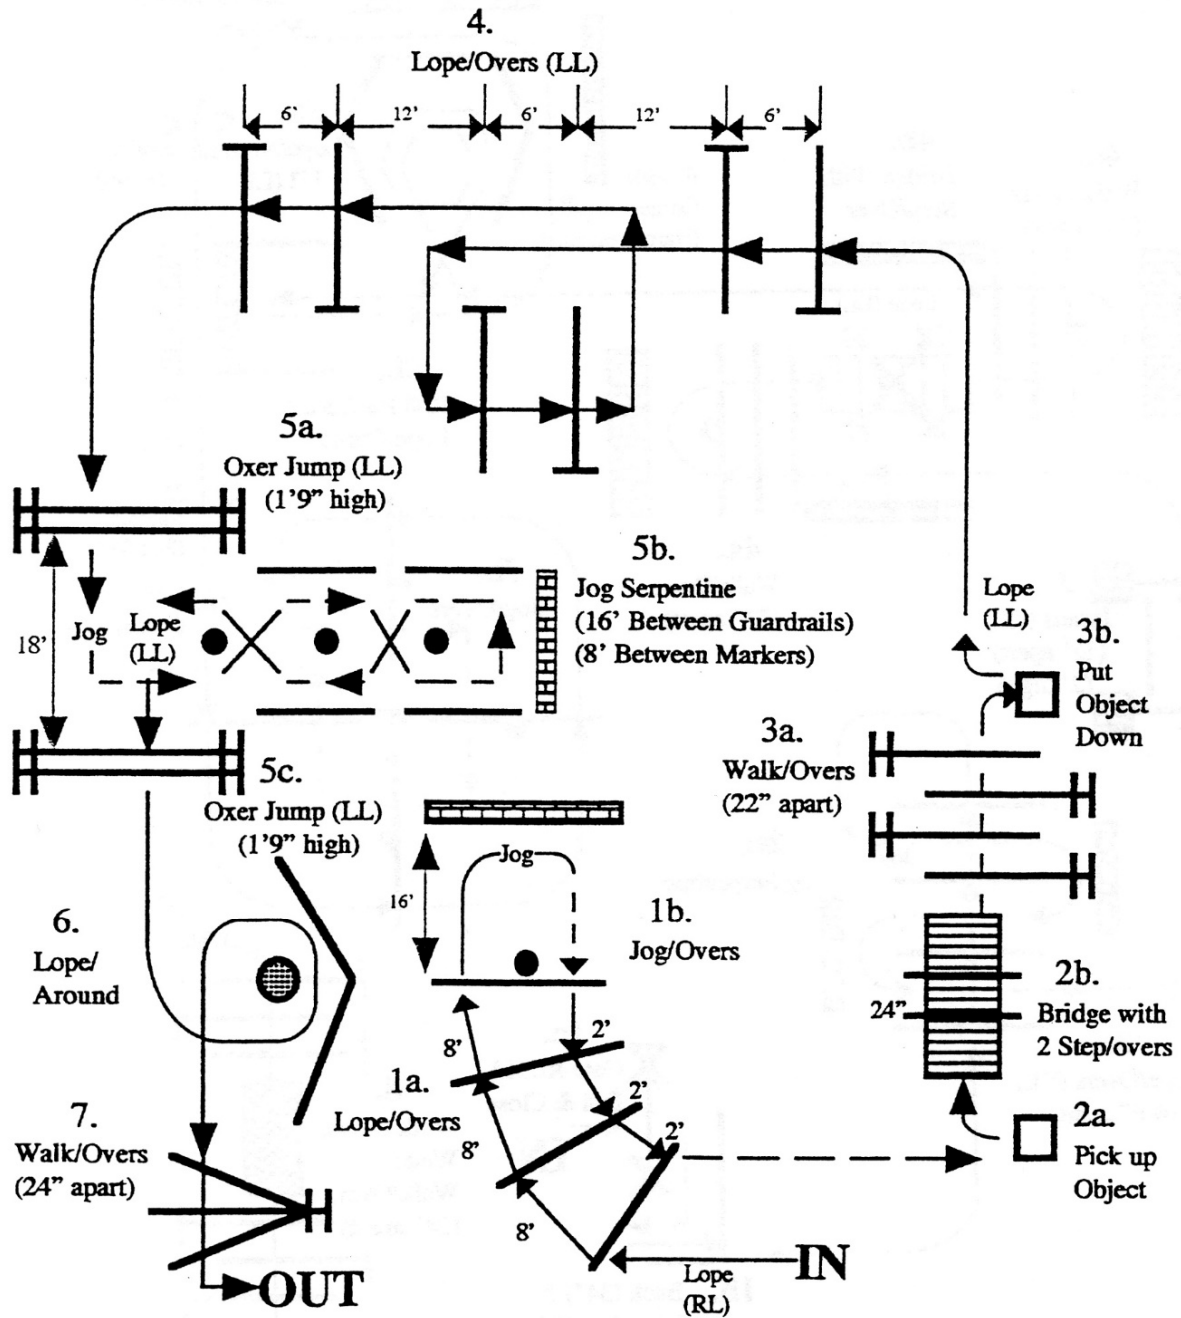 4.
Lope/Overs (LL)
6’ 12’ 6’ 12’ 6’
5a.
Oxer Jump (LL)
(1’9” high)
5b.
Jog Serpentine
(16’ Between Guardrails)
(8’ Between Markers)
18’
Jog
Lope
(LL)
Lope
(LL)
3b.
Put
Object
Down
3a.
Walk/Overs
(22” apart)
5c.
Oxer Jump (LL)
(1’9” high)
Jog
16’
1b.
Jog/Overs
6.
Lope/
Around
24”
2b.
Bridge with
2 Step/overs
8’
2’
1a.
Lope/Overs
2’
8’
2’
8’
7.
Walk/Overs
(24” apart)
2a.
Pick up
Object
OUT
Lope
(RL)
IN